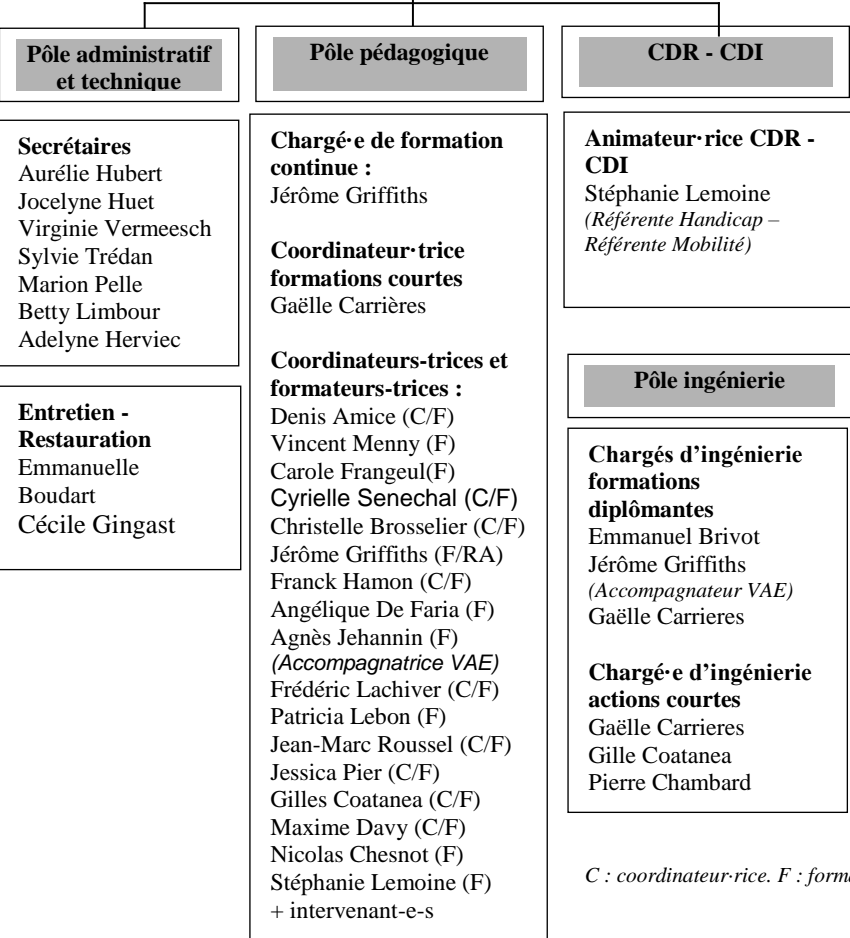 Pôle administratif
et technique
Secrétaires
Aurélie Hubert
Jocelyne Huet
Virginie Vermeesch
Sylvie Trédan
Marion Pelle
Betty Limbour
Adelyne Herviec
Entretien -
Restauration
Emmanuelle
Boudart
Cécile Gingast
Pôle pédagogique
Chargé·e de formation
continue :
Jérôme Griffiths
Coordinateur·trice
formations courtes
Gaëlle Carrières
Coordinateurs-trices et
formateurs-trices :
Denis Amice (C/F)
Vincent Menny (F)
Carole Frangeul(F)
Cyrielle Senechal (C/F)
Christelle Brosselier (C/F)
Jérôme Griffiths (F/RA)
Franck Hamon (C/F)
Angélique De Faria (F)
Agnès Jehannin (F)
(Accompagnatrice VAE)
Frédéric Lachiver (C/F)
Patricia Lebon (F)
Jean-Marc Roussel (C/F)
Jessica Pier (C/F)
Gilles Coatanea (C/F)
Maxime Davy (C/F)
Nicolas Chesnot (F)
Stéphanie Lemoine (F)
+ intervenant-e-s
CDR - CDI
Animateur·rice CDR -
CDI
Stéphanie Lemoine
(Référente Handicap –
Référente Mobilité)
Pôle ingénierie
Chargés d’ingénierie
formations
diplômantes
Emmanuel Brivot
Jérôme Griffiths
(Accompagnateur VAE)
Gaëlle Carrieres
Chargé·e d’ingénierie
actions courtes
Gaëlle Carrieres
Gille Coatanea
Pierre Chambard
C : coordinateur·rice. F :